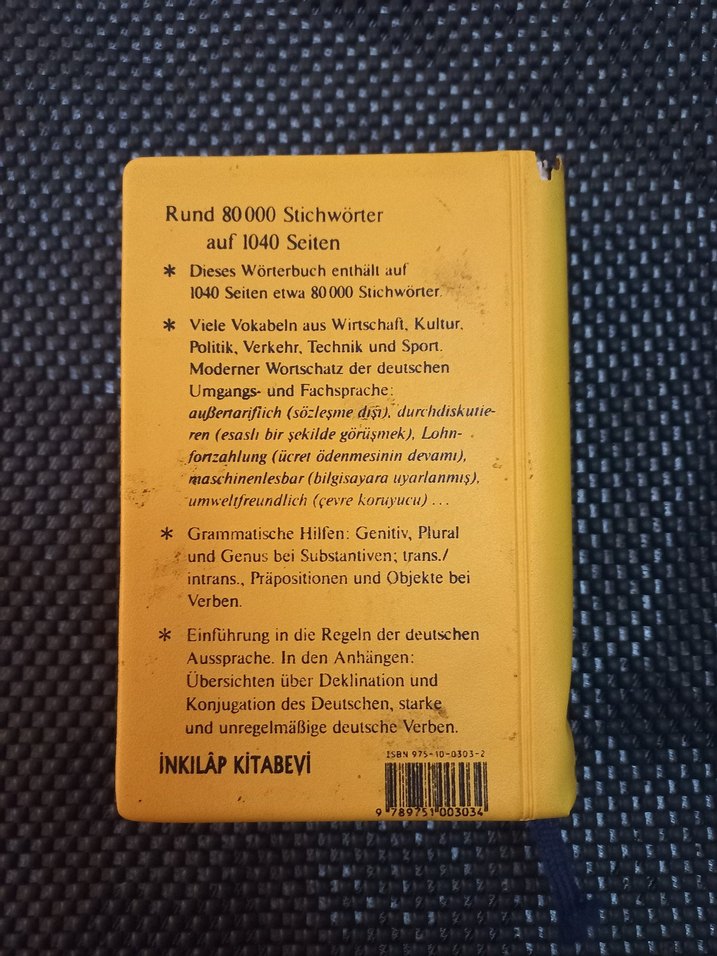 Rund 80 000 Stichwörter
auf 1040 Seiten
* Dieses Wörterbuch enthält auf
1040 Seiten etwa 80 000 Stichwörter.
* Viele Vokabeln aus Wirtschaft, Kultur,
Politik, Verkehr, Technik und Sport.
Moderner Wortschatz der deutschen
Umgangs- und Fachsprache:
außertariflich (sözleşme dışı), durchdiskutie-
ren (esaslı bir şekilde görüşmek), Lohn-
fortzahlung (ücret ödenmesinin devamı),
maschinenlesbar (bilgisayara uyarlanmış),
umweltfreundlich (çevre koruyucu) ...
* Grammatische Hilfen: Genitiv, Plural
und Genus bei Substantiven; trans./
intrans., Präpositionen und Objekte bei
Verben.
* Einführung in die Regeln der deutschen
Aussprache. In den Anhängen:
Übersichten über Deklination und
Konjugation des Deutschen, starke
und unregelmäßige deutsche Verben.
İNKILÂP KİTABEVİ
ISBN 975-10-0303-2
9 789751 003034